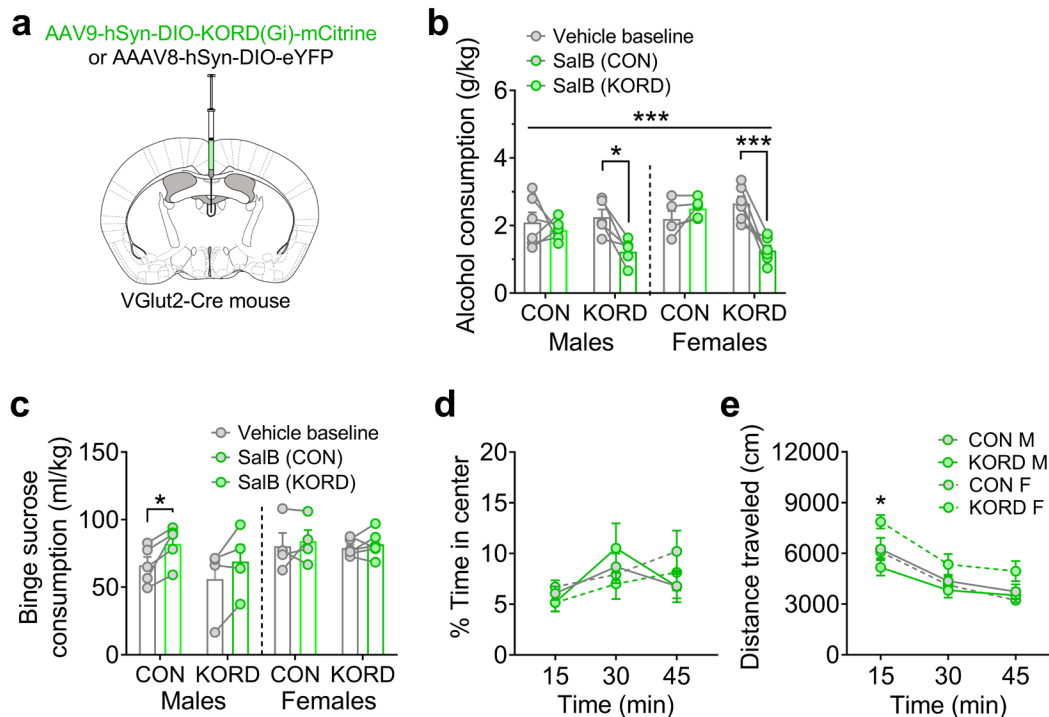 a
AAV9-hSyn-DIO-KORD(Gi)-mCitrine
or AAAV8-hSyn-DIO-eYFP
VGlut2-Cre mouse
b
Vehicle baseline
SalB (CON)
SalB (KORD)
Alcohol consumption (g/kg)
6
4
2
0
***
*
***
CON KORD CON KORD
Males Females
c
Vehicle baseline
SalB (CON)
SalB (KORD)
Binge sucrose
consumption (ml/kg)
150
100
50
0
*
CON KORD CON KORD
Males Females
d
% Time in center
20
15
10
5
0
15 30 45
Time (min)
e
CON M
KORD M
CON F
KORD F
Distance traveled (cm)
12000
9000
6000
3000
0
*
15 30 45
Time (min)